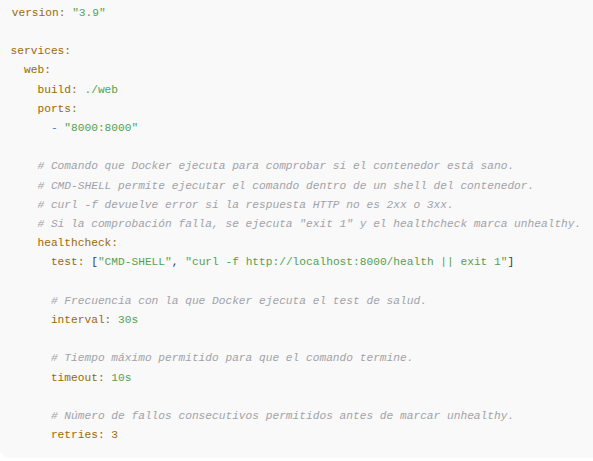 version: "3.9"
services:
web:
build: ./web
ports:
- "8000:8000"
# Comando que Docker ejecuta para comprobar si el contenedor está sano.
# CMD-SHELL permite ejecutar el comando dentro de un shell del contenedor.
# curl -f devuelve error si la respuesta HTTP no es 2xx o 3xx.
# Si la comprobación falla, se ejecuta "exit 1" y el healthcheck marca unhealthy.
healthcheck:
test: ["CMD-SHELL", "curl -f http://localhost:8000/health || exit 1"]
# Frecuencia con la que Docker ejecuta el test de salud.
interval: 30s
# Tiempo máximo permitido para que el comando termine.
timeout: 10s
# Número de fallos consecutivos permitidos antes de marcar unhealthy.
retries: 3